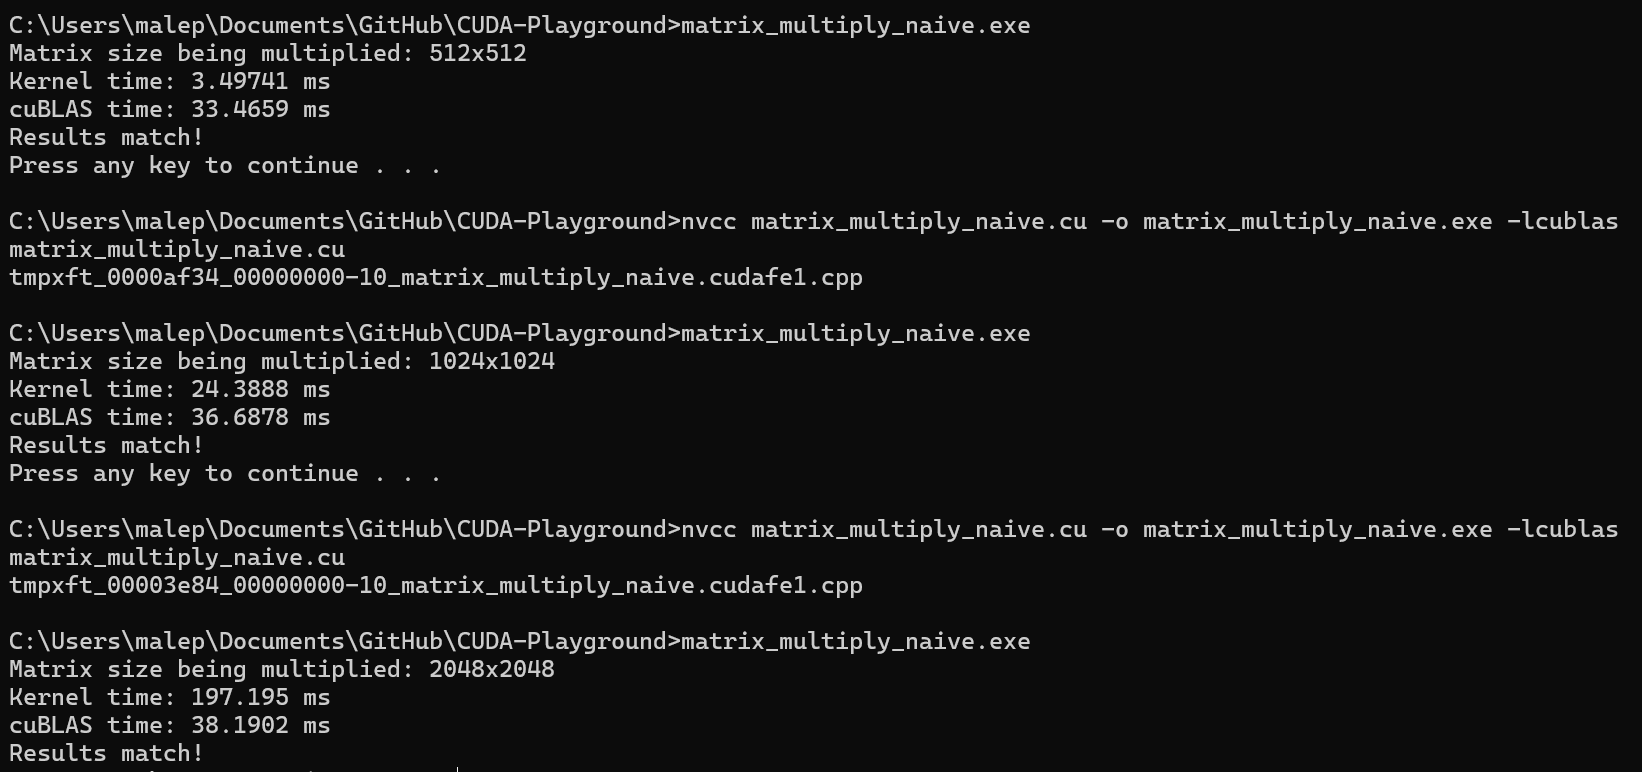 C:\Users\malep\Documents\GitHub\CUDA-Playground>matrix_multiply_naive.exe
Matrix size being multiplied: 512x512
Kernel time: 3.49741 ms
cuBLAS time: 33.4659 ms
Results match!
Press any key to continue . . .
C:\Users\malep\Documents\GitHub\CUDA-Playground>nvcc matrix_multiply_naive.cu -o matrix_multiply_naive.exe -lcublas
matrix_multiply_naive.cu
tmpxft_0000af34_00000000-10_matrix_multiply_naive.cudafe1.cpp
C:\Users\malep\Documents\GitHub\CUDA-Playground>matrix_multiply_naive.exe
Matrix size being multiplied: 1024x1024
Kernel time: 24.3888 ms
cuBLAS time: 36.6878 ms
Results match!
Press any key to continue . . .
C:\Users\malep\Documents\GitHub\CUDA-Playground>nvcc matrix_multiply_naive.cu -o matrix_multiply_naive.exe -lcublas
matrix_multiply_naive.cu
tmpxft_00003e84_00000000-10_matrix_multiply_naive.cudafe1.cpp
C:\Users\malep\Documents\GitHub\CUDA-Playground>matrix_multiply_naive.exe
Matrix size being multiplied: 2048x2048
Kernel time: 197.195 ms
cuBLAS time: 38.1902 ms
Results match!